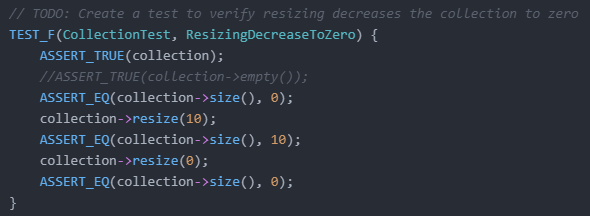 // TODO: Create a test to verify resizing decreases the collection to zero
TEST_F(CollectionTest, ResizingDecreaseToZero) {
    ASSERT_TRUE(collection);
    //ASSERT_TRUE(collection->empty());
    ASSERT_EQ(collection->size(), 0);
    collection->resize(10);
    ASSERT_EQ(collection->size(), 10);
    collection->resize(0);
    ASSERT_EQ(collection->size(), 0);
}